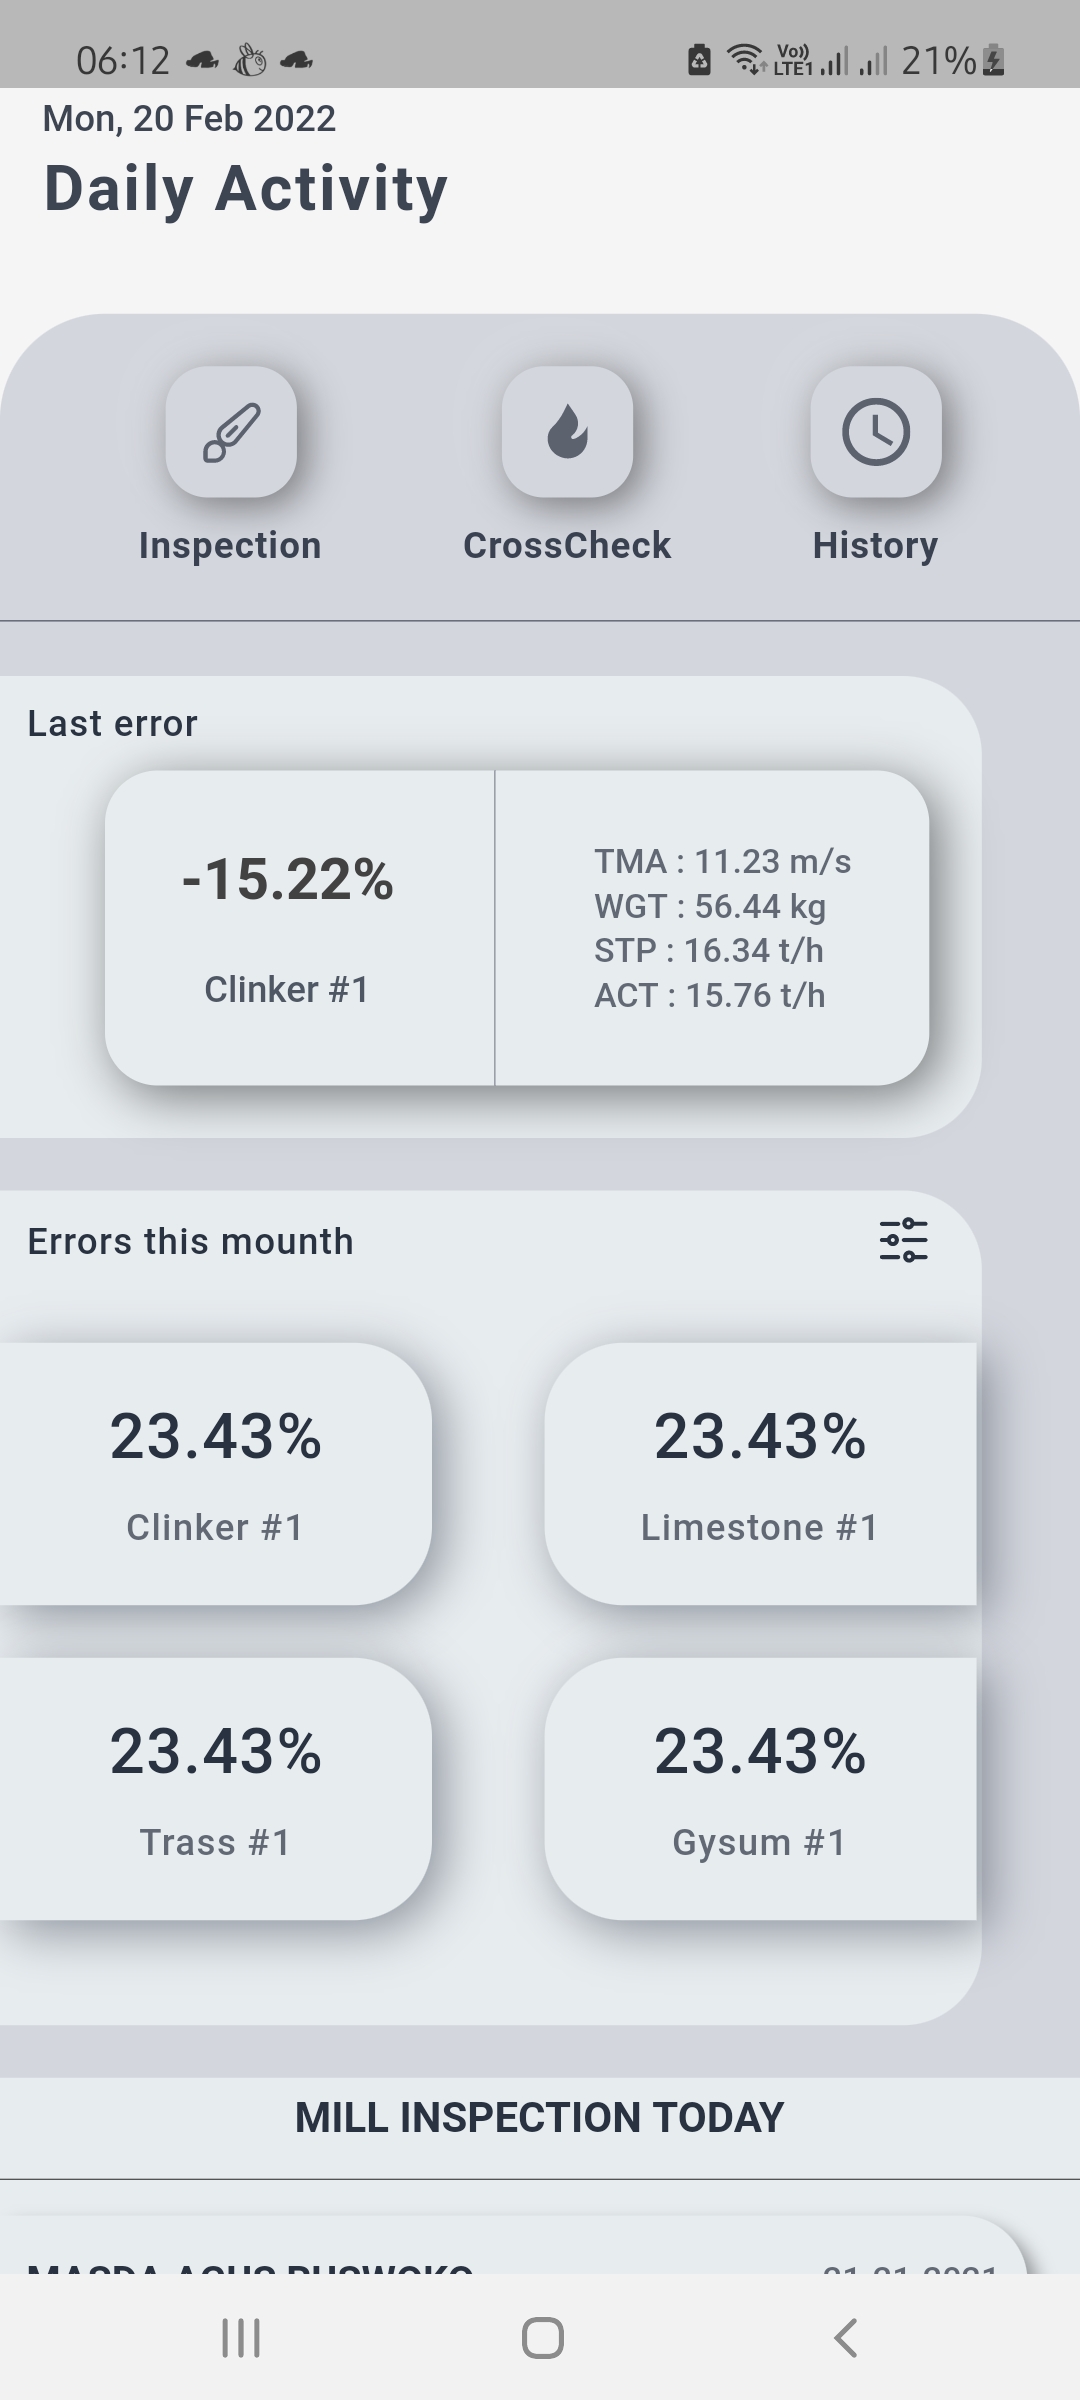 06:12
Vo))
LTE1
21%
Mon, 20 Feb 2022
Daily Activity
Inspection
CrossCheck
History
Last error
-15.22%
Clinker #1
TMA : 11.23 m/s
WGT : 56.44 kg
STP : 16.34 t/h
ACT : 15.76 t/h
Errors this mounth
23.43%
Clinker #1
23.43%
Limestone #1
23.43%
Trass #1
23.43%
Gysum #1
MILL INSPECTION TODAY